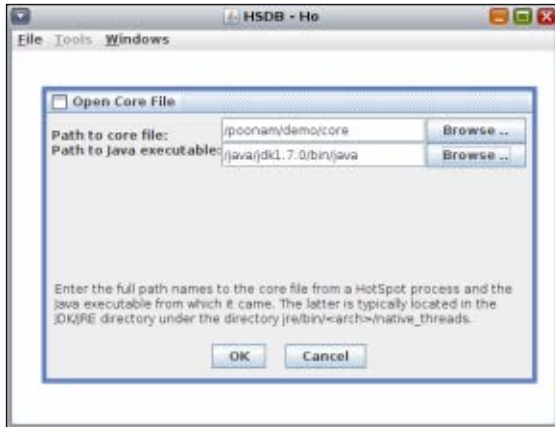 HSDB - Ho
File Tools Windows
Open Core File
Path to core file: /poonam/demo/core Browse ..
Path to Java executable: /java/jdk1.7.0/bin/java Browse ..
Enter the full path names to the core file from a HotSpot process and the
Java executable from which it came. The latter is typically located in the
JDK/JRE directory under the directory jre/bin/<arch>/native_threads.
OK Cancel